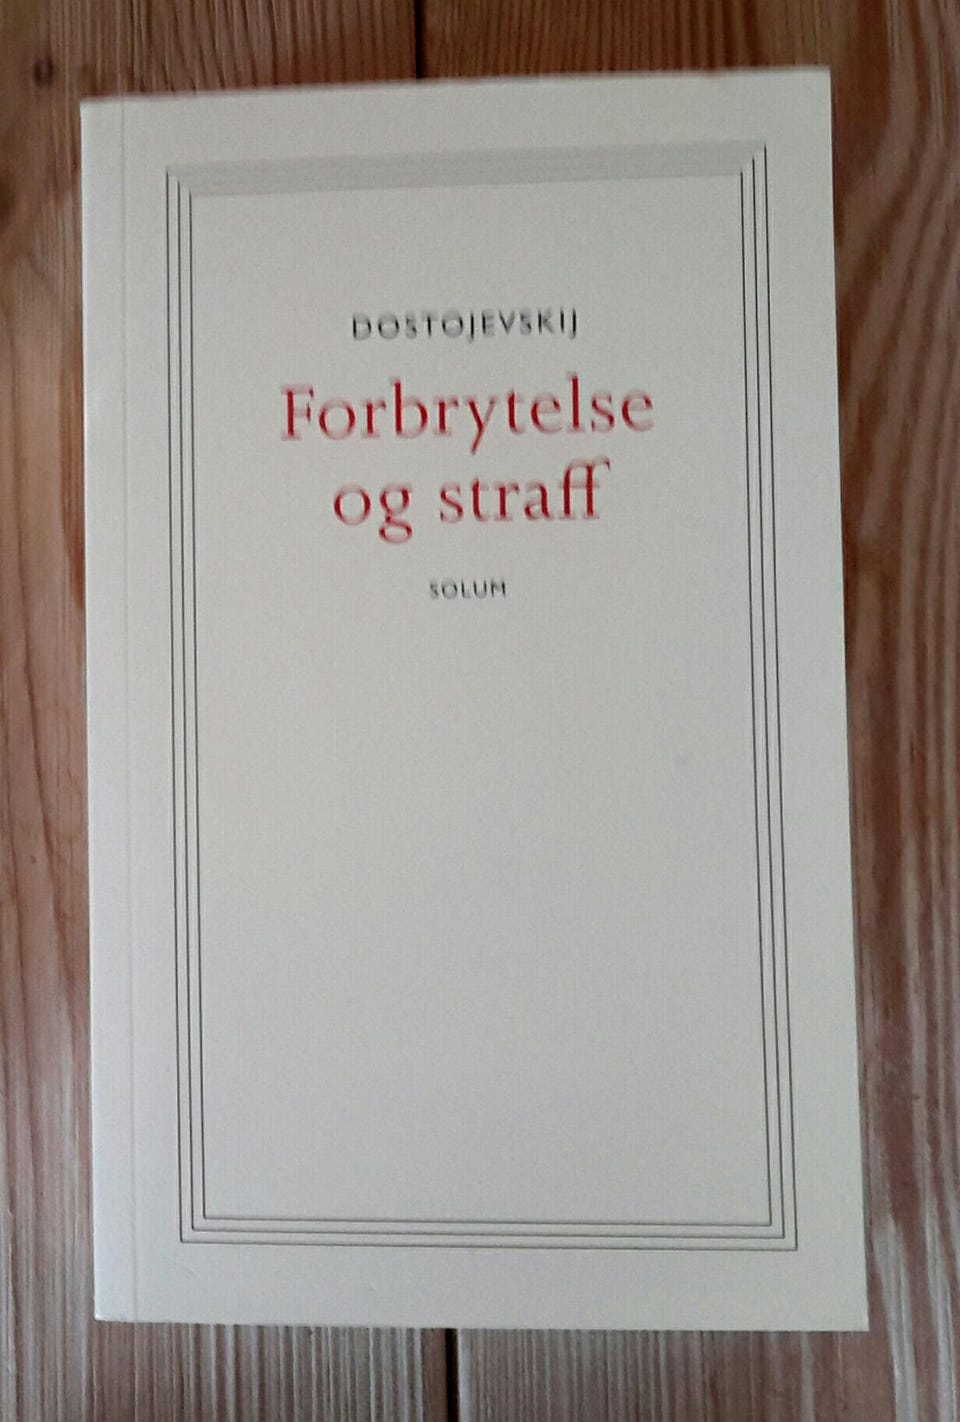 DOSTOJEVSKIJ
Forbrytelse
og straff
SOLUM